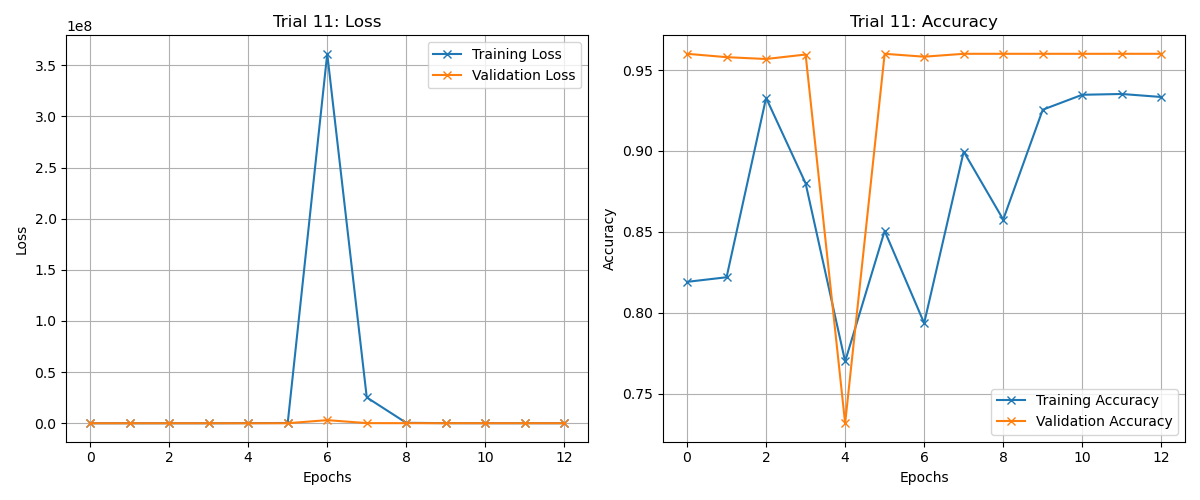 Trial 11: Loss
1e8
3.5
3.0
2.5
2.0
1.5
1.0
0.5
0.0
Loss
0 2 4 6 8 10 12
Epochs
Training Loss
Validation Loss
Trial 11: Accuracy
0.95
0.90
0.85
0.80
0.75
Accuracy
0 2 4 6 8 10 12
Epochs
Training Accuracy
Validation Accuracy